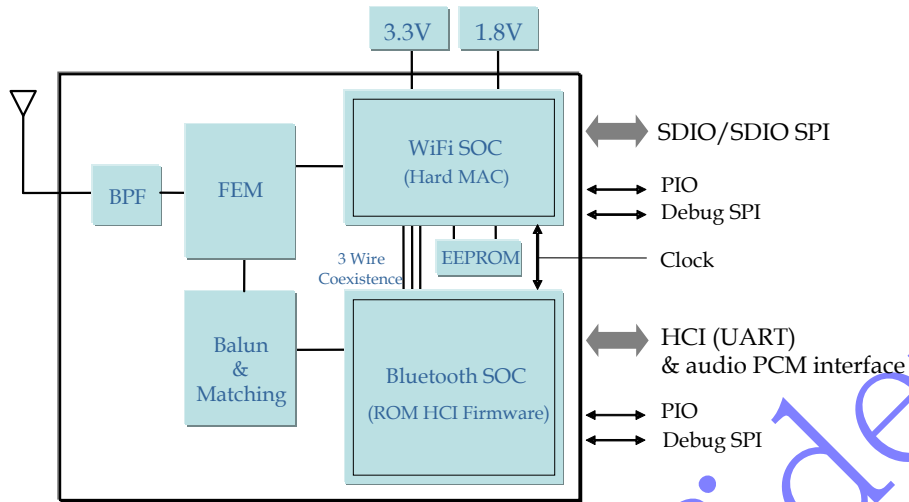 3.3V
1.8V
WiFi SOC
(Hard MAC)
SDIO/SDIO SPI
BPF
FEM
PIO
Debug SPI
3 Wire
Coexistence
EEPROM
Clock
Balun
&
Matching
Bluetooth SOC
(ROM HCI Firmware)
HCI (UART)
& audio PCM interface
PIO
Debug SPI